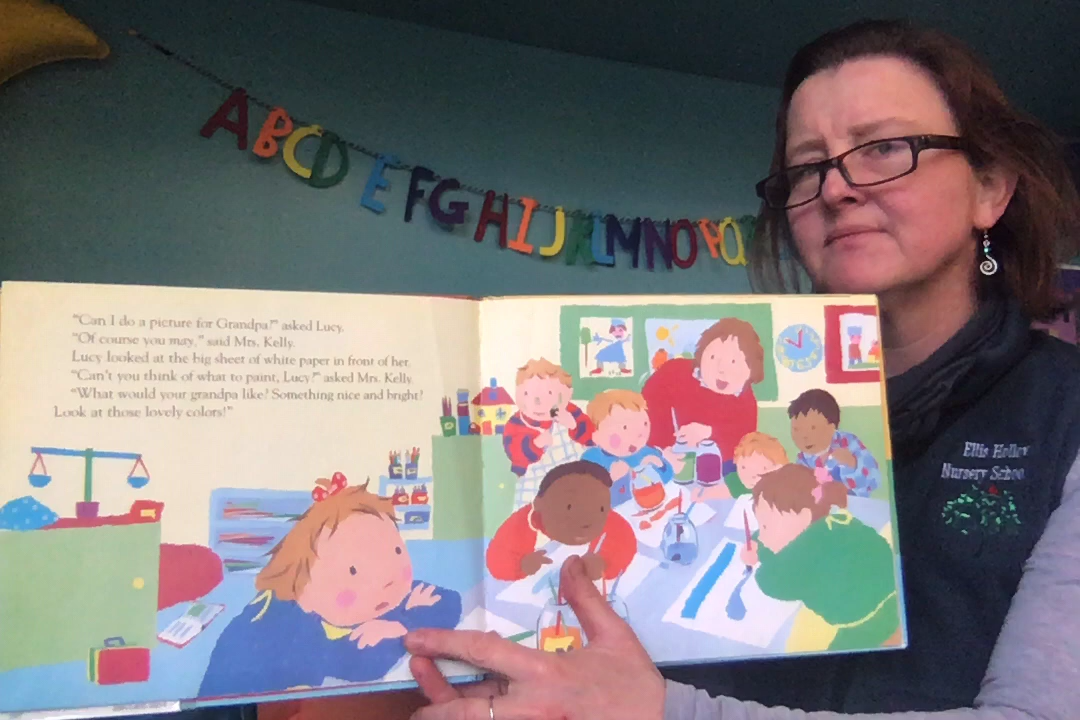 A B C D E F G H I J K L M N O P Q
"Can I do a picture for Grandpa?" asked Lucy.
"Of course you may," said Mrs. Kelly.
Lucy looked at the big sheet of white paper in front of her.
"Can't you think of what to paint, Lucy?" asked Mrs. Kelly.
"What would your grandpa like? Something nice and bright?
Look at those lovely colors!"
Ellis Hollow
Nursery School